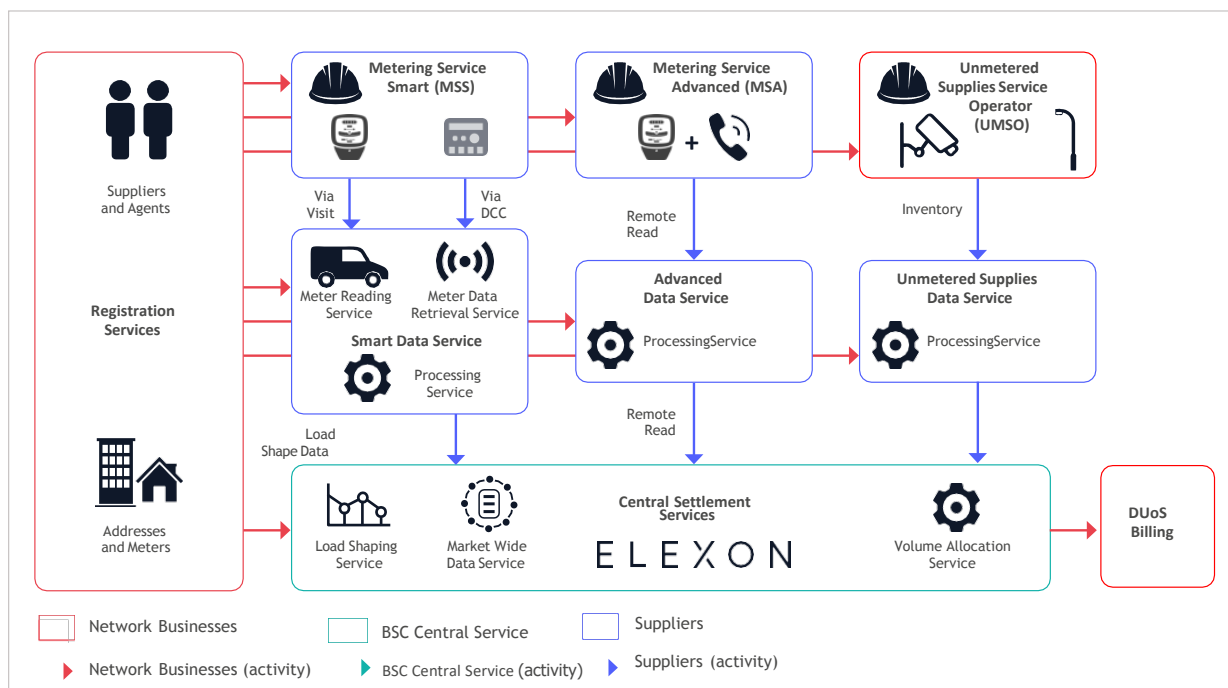 Metering Service
Smart (MSS)
Metering Service
Advanced (MSA)
Unmetered
Supplies Service
Operator
(UMSO)
Suppliers
and Agents
Via
Visit
Via
DCC
Remote
Read
Inventory
Registration
Services
Meter Reading
Service
Meter Data
Retrieval Service
Smart Data Service
Processing
Service
Advanced
Data Service
ProcessingService
Unmetered Supplies
Data Service
ProcessingService
Load
Shape Data
Remote
Read
Addresses
and Meters
Load Shaping
Service
Market Wide
Data Service
Central Settlement
Services
ELEXON
Volume Allocation
Service
DUoS
Billing
Network Businesses
BSC Central Service
Suppliers
Network Businesses (activity)
BSC Central Service (activity)
Suppliers (activity)